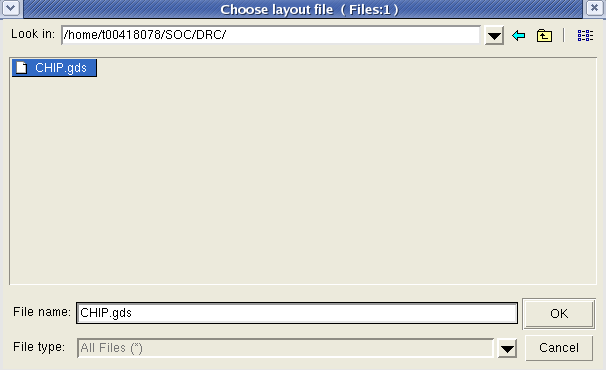 Choose layout file ( Files:1 )
Look in: /home/t00418078/SOC/DRC/
CHIP.gds
File name: CHIP.gds OK
File type: All Files (*) Cancel